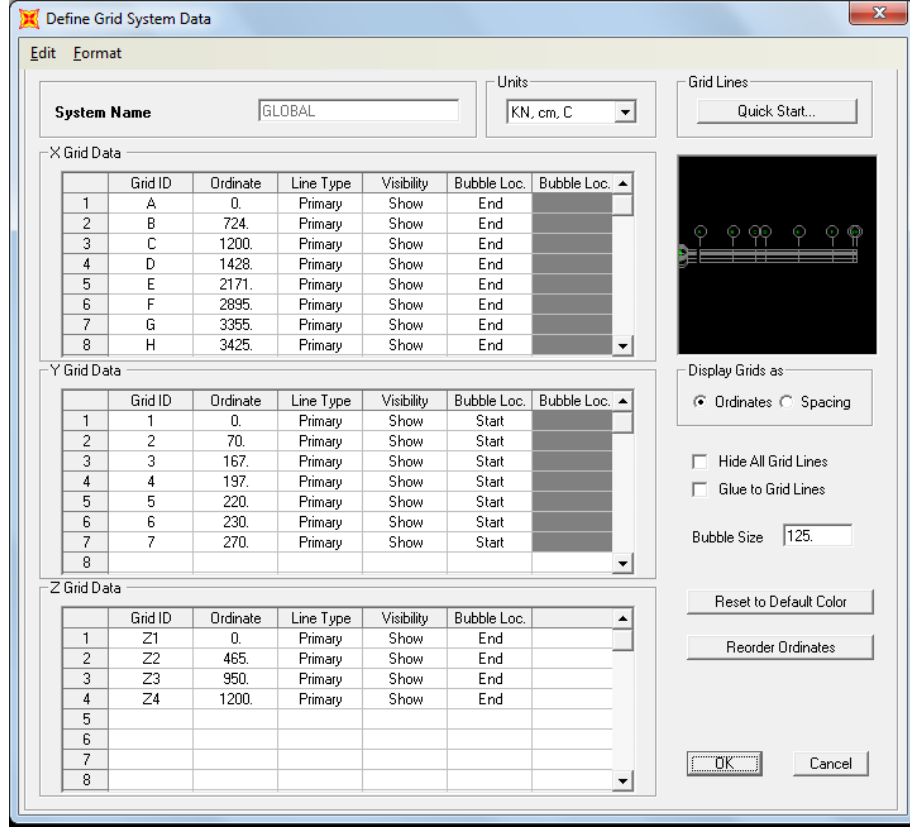 Define Grid System Data
x
Edit Format
System Name GLOBAL
Units
KN, cm, C
Grid Lines
Quick Start...
X Grid Data
Grid ID Ordinate Line Type Visibility Bubble Loc. Bubble Loc.
1 A 0. Primary Show End
2 B 724. Primary Show End
3 C 1200. Primary Show End
4 D 1428. Primary Show End
5 E 2171. Primary Show End
6 F 2895. Primary Show End
7 G 3355. Primary Show End
8 H 3425. Primary Show End
Y Grid Data
Grid ID Ordinate Line Type Visibility Bubble Loc. Bubble Loc.
1 1 0. Primary Show Start
2 2 70. Primary Show Start
3 3 167. Primary Show Start
4 4 197. Primary Show Start
5 5 220. Primary Show Start
6 6 230. Primary Show Start
7 7 270. Primary Show Start
8
Z Grid Data
Grid ID Ordinate Line Type Visibility Bubble Loc.
1 Z1 0. Primary Show End
2 Z2 465. Primary Show End
3 Z3 950. Primary Show End
4 Z4 1200. Primary Show End
5
6
7
8
Display Grids as
Ordinates Spacing
Hide All Grid Lines
Glue to Grid Lines
Bubble Size 125.
Reset to Default Color
Reorder Ordinates
OK Cancel